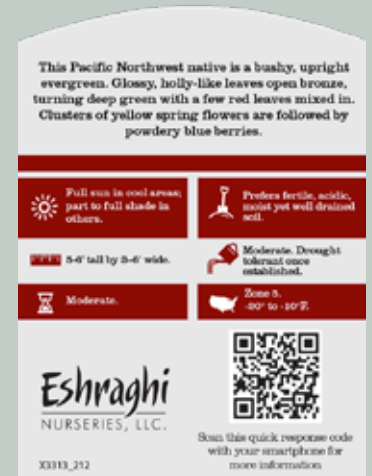 This Pacific Northwest native is a bushy, upright
evergreen. Glossy, holly-like leaves open bronze,
turning deep green with a few red leaves mixed in.
Clusters of yellow spring flowers are followed by
powdery blue berries.
Full sun in cool areas;
part to full shade in
others.
Prefers fertile, acidic,
moist yet well drained
soil.
5-6' tall by 3-6' wide.
Moderate. Drought
tolerant once
established.
Moderate.
Zone 5.
-20° to -10°F.
Eshraghi
NURSERIES, LLC.
Scan this quick response code
with your smartphone for
more information
X3313_212